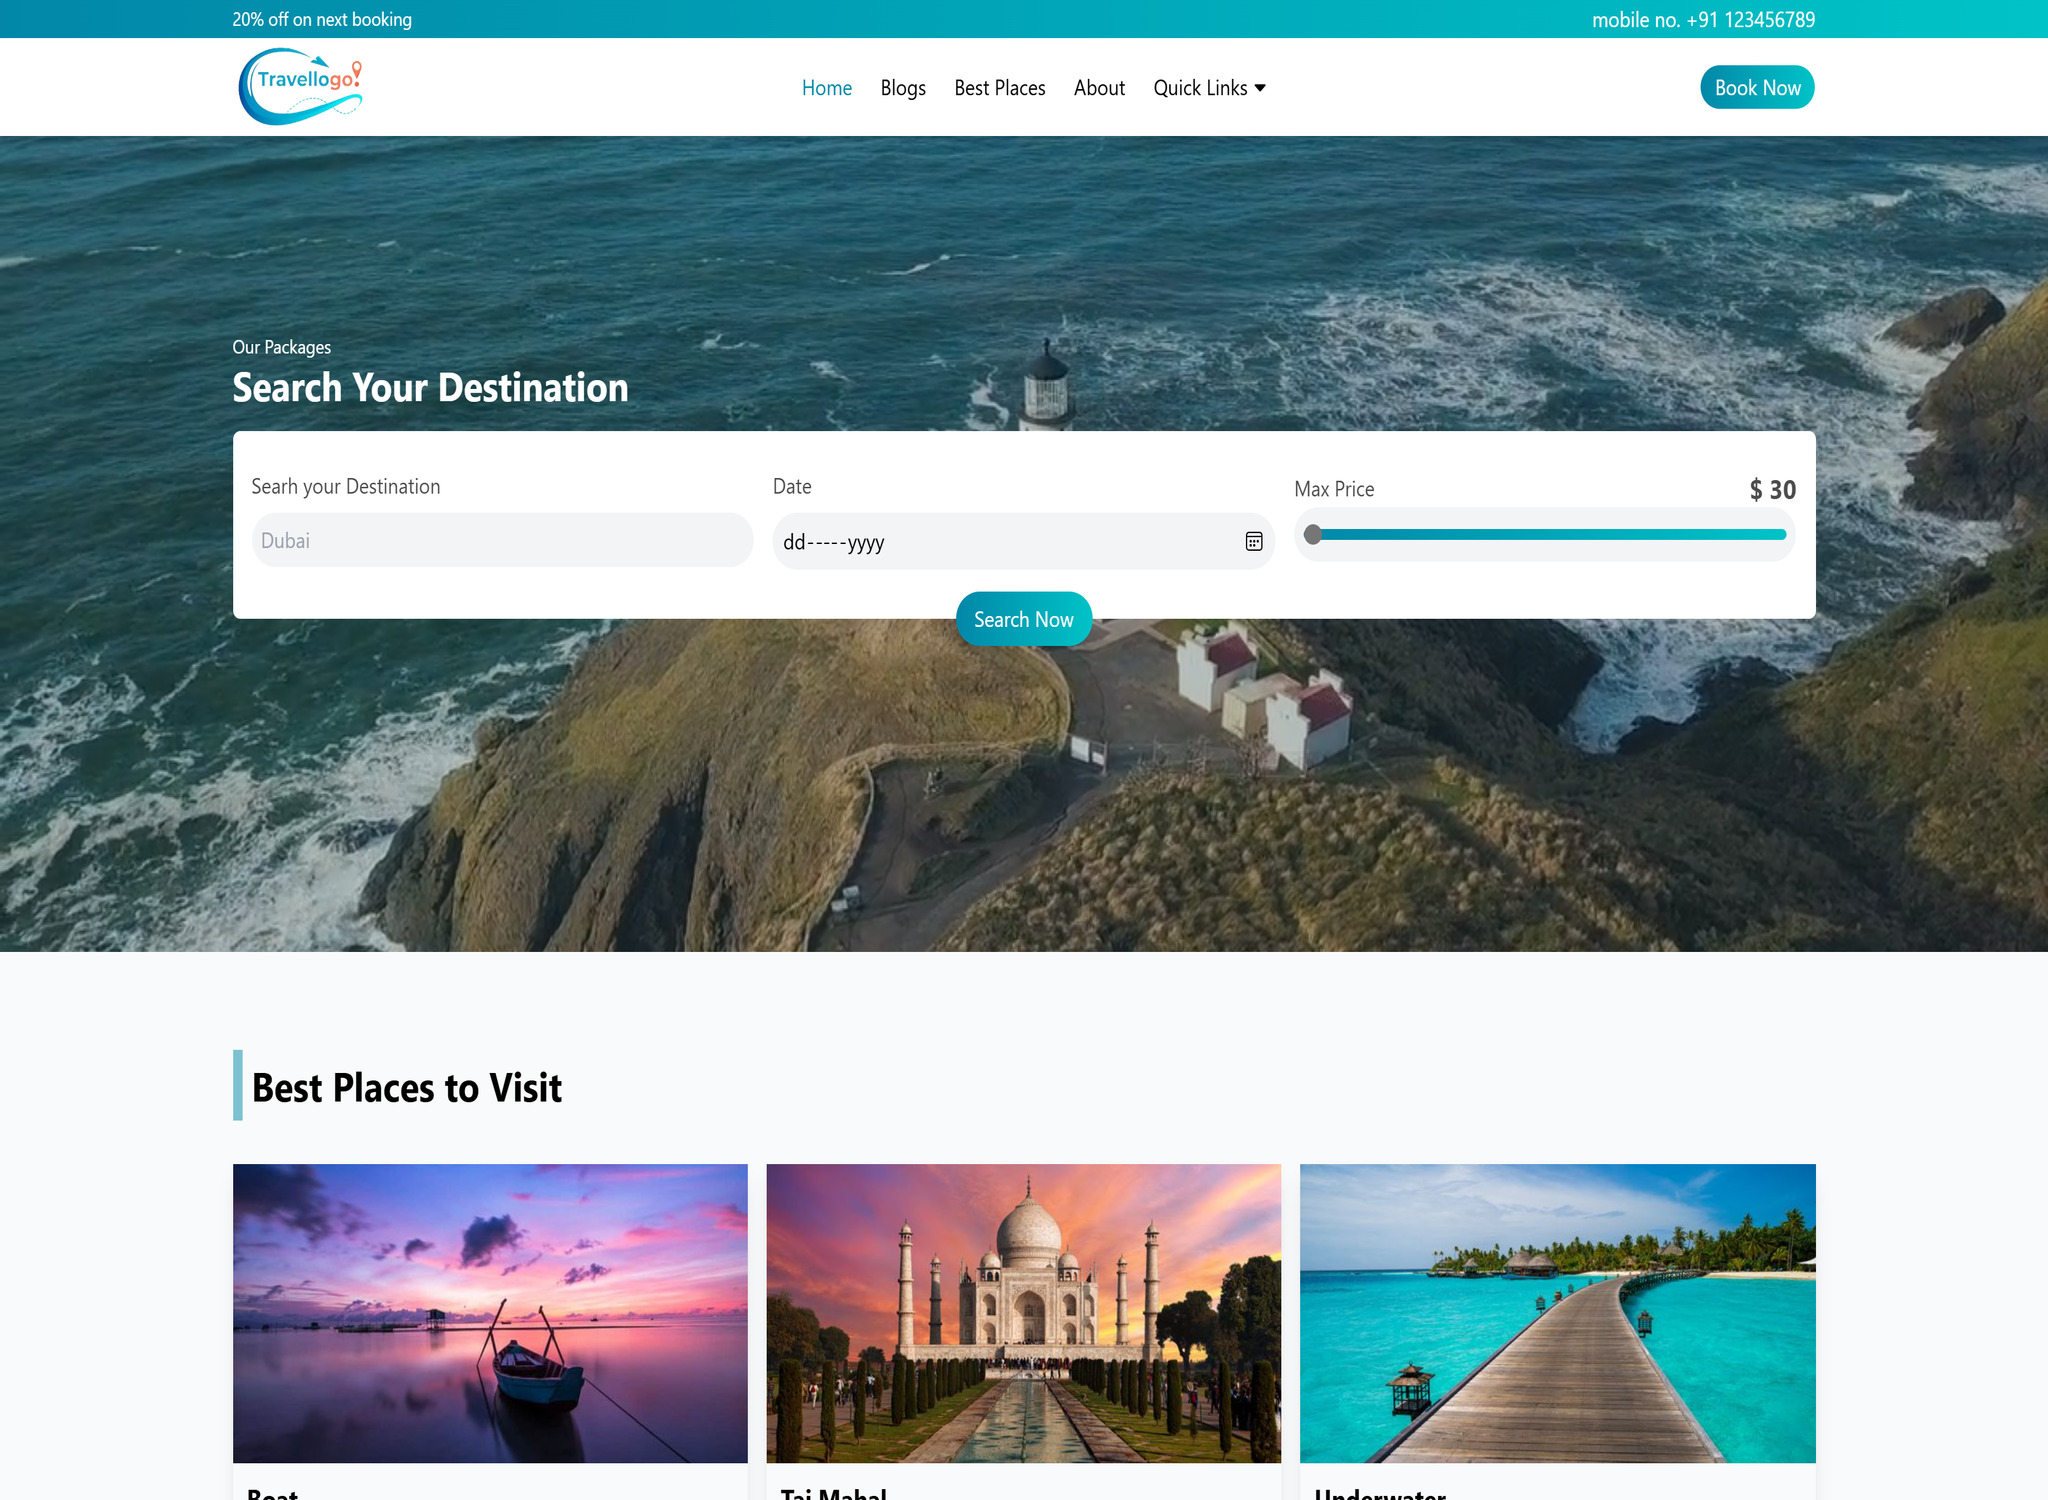 20% off on next booking
mobile no. +91 123456789
Travellogo!
Home
Blogs
Best Places
About
Quick Links
Book Now
Our Packages
Search Your Destination
Searh your Destination
Date
Max Price
$ 30
Dubai
dd-----yyyy
Search Now
Best Places to Visit
Boat
Taj Mahal
Underwater